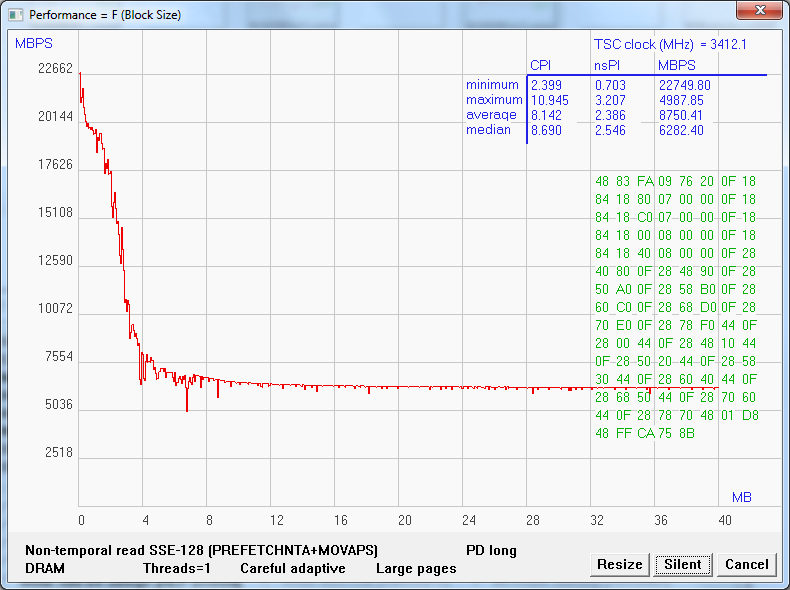 Performance = F (Block Size)
MBPS
TSC clock (MHz) = 3412.1
CPI nsPI MBPS
minimum 2.399 0.703 22749.80
maximum 10.945 3.207 4987.85
average 8.142 2.386 8750.41
median 8.690 2.546 6282.40
22662
20144
17626
15108
12590
10072
7554
5036
2518
48 83 FA 09 76 20 0F 18
84 18 80 07 00 00 0F 18
84 18 C0 07 00 00 0F 18
84 18 00 08 00 00 0F 18
84 18 40 08 00 00 0F 28
40 80 0F 28 48 90 0F 28
50 A0 0F 28 58 B0 0F 28
60 C0 0F 28 68 D0 0F 28
70 E0 0F 28 78 F0 44 0F
28 00 44 0F 28 48 10 44
0F 28 50 20 44 0F 28 58
30 44 0F 28 60 40 44 0F
28 68 50 44 0F 28 70 60
44 0F 28 78 70 48 01 D8
48 FF CA 75 8B
MB
0 4 8 12 16 20 24 28 32 36 40
Non-temporal read SSE-128 (PREFETCHNTA+MOVAPS) PD long
DRAM Threads=1 Careful adaptive Large pages
Resize Silent Cancel